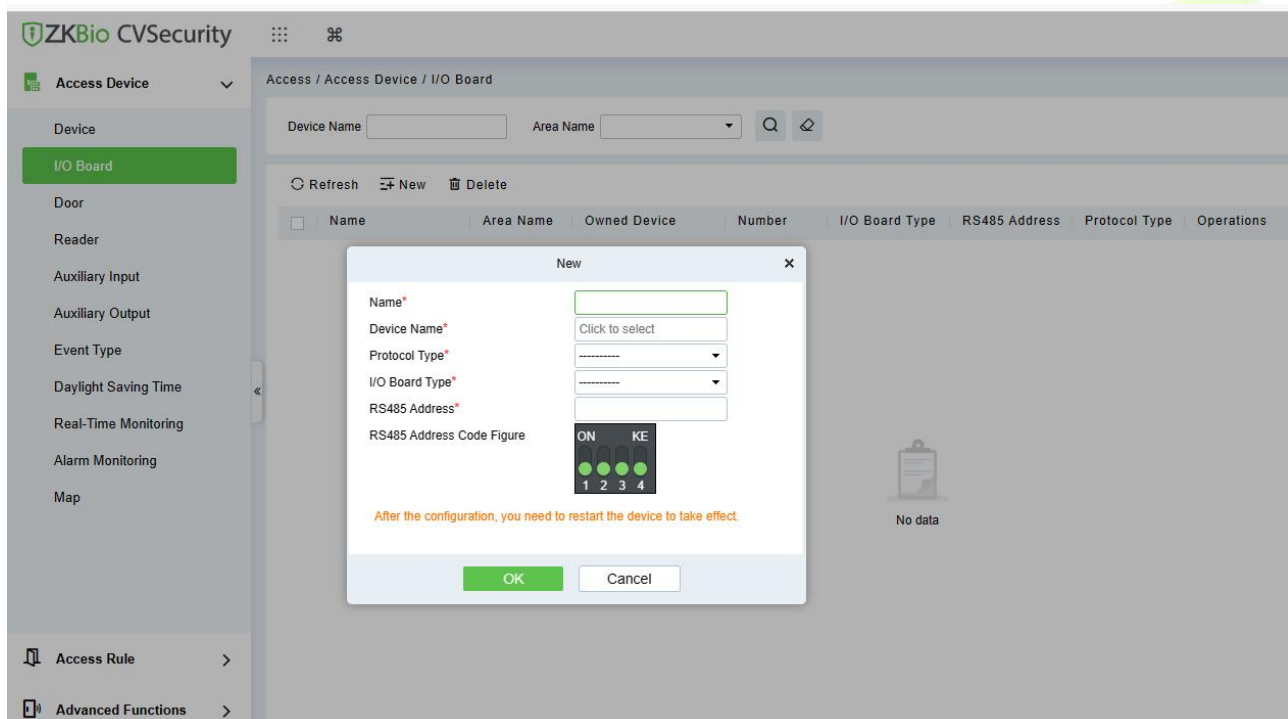 ZKBio CVSecurity
Access Device
Access / Access Device / I/O Board
Device
Device Name
Area Name
I/O Board
Refresh New Delete
Door
Name Area Name Owned Device Number I/O Board Type RS485 Address Protocol Type Operations
Reader
Auxiliary Input
Auxiliary Output
Event Type
Daylight Saving Time
Real-Time Monitoring
Alarm Monitoring
Map
New
Name*
Device Name* Click to select
Protocol Type* ----------
I/O Board Type* ----------
RS485 Address*
RS485 Address Code Figure
ON KE
1 2 3 4
After the configuration, you need to restart the device to take effect.
OK Cancel
No data
Access Rule
Advanced Functions